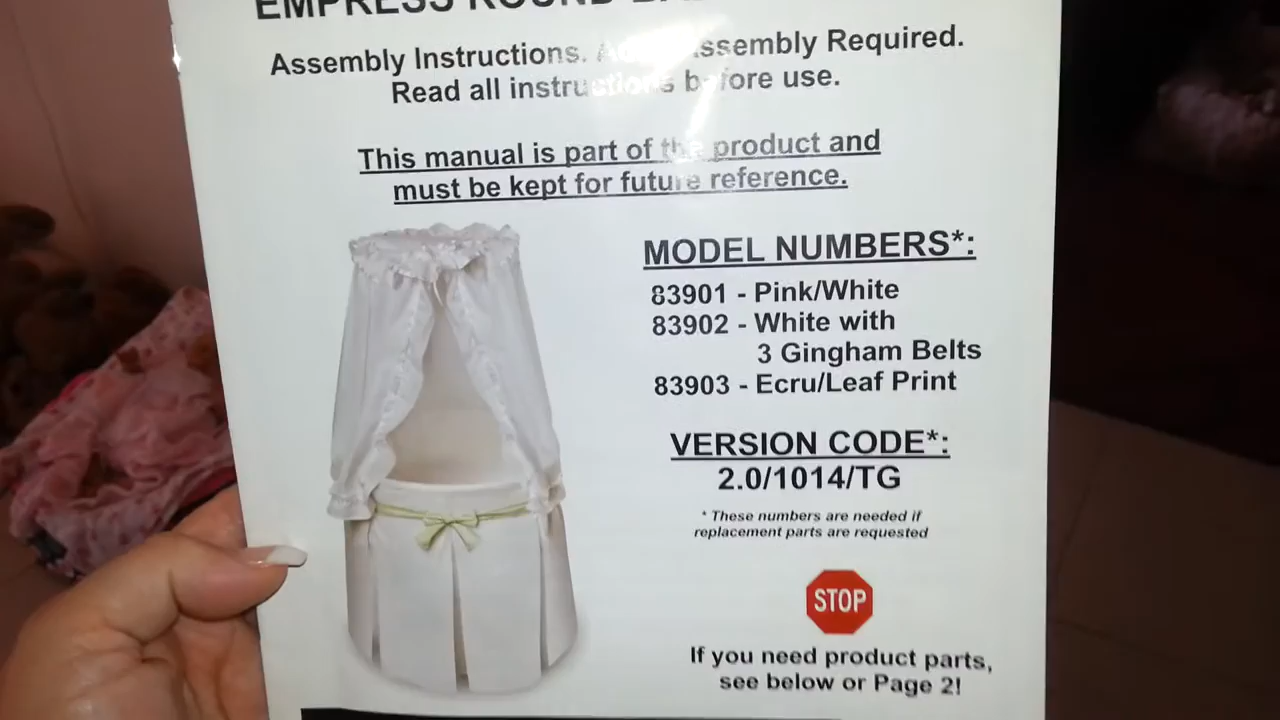 EMPRESS ROUND
Assembly Instructions. Assembly Required.
Read all instructions before use.
This manual is part of the product and
must be kept for future reference.
MODEL NUMBERS*:
83901 - Pink/White
83902 - White with
3 Gingham Belts
83903 - Ecru/Leaf Print
VERSION CODE*:
2.0/1014/TG
* These numbers are needed if
replacement parts are requested
STOP
If you need product parts,
see below or Page 2!